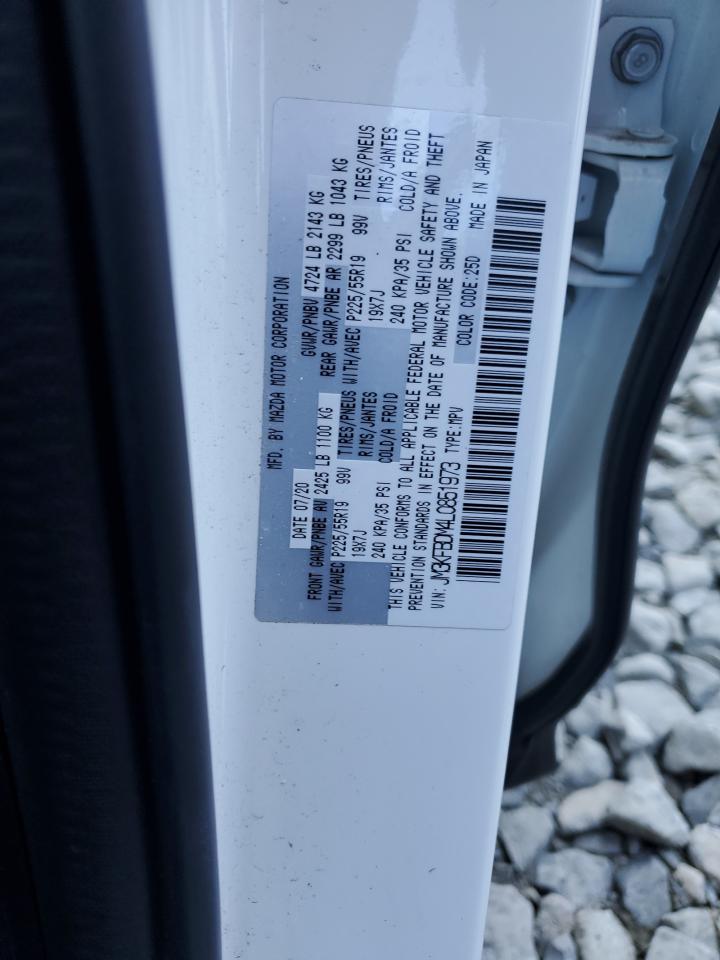 MFD. BY MAZDA MOTOR CORPORATION
DATE 07/20 GVWR/PNBV 4724 LB 2143 KG
FRONT GAWR/PNBE AV 2425 LB 1100 KG REAR GAWR/PNBE AR 2299 LB 1043 KG
WITH/AVEC P225/55R19 99V TIRES/PNEUS WITH/AVEC P225/55R19 99V TIRES/PNEUS
19X7J RIMS/JANTES 19X7J RIMS/JANTES
240 KPA/35 PSI COLD/A FROID 240 KPA/35 PSI COLD/A FROID
THIS VEHICLE CONFORMS TO ALL APPLICABLE FEDERAL MOTOR VEHICLE SAFETY AND THEFT
PREVENTION STANDARDS IN EFFECT ON THE DATE OF MANUFACTURE SHOWN ABOVE.
VIN: JM3KFBDM4L0851973 TYPE:MPV COLOR CODE:25D MADE IN JAPAN